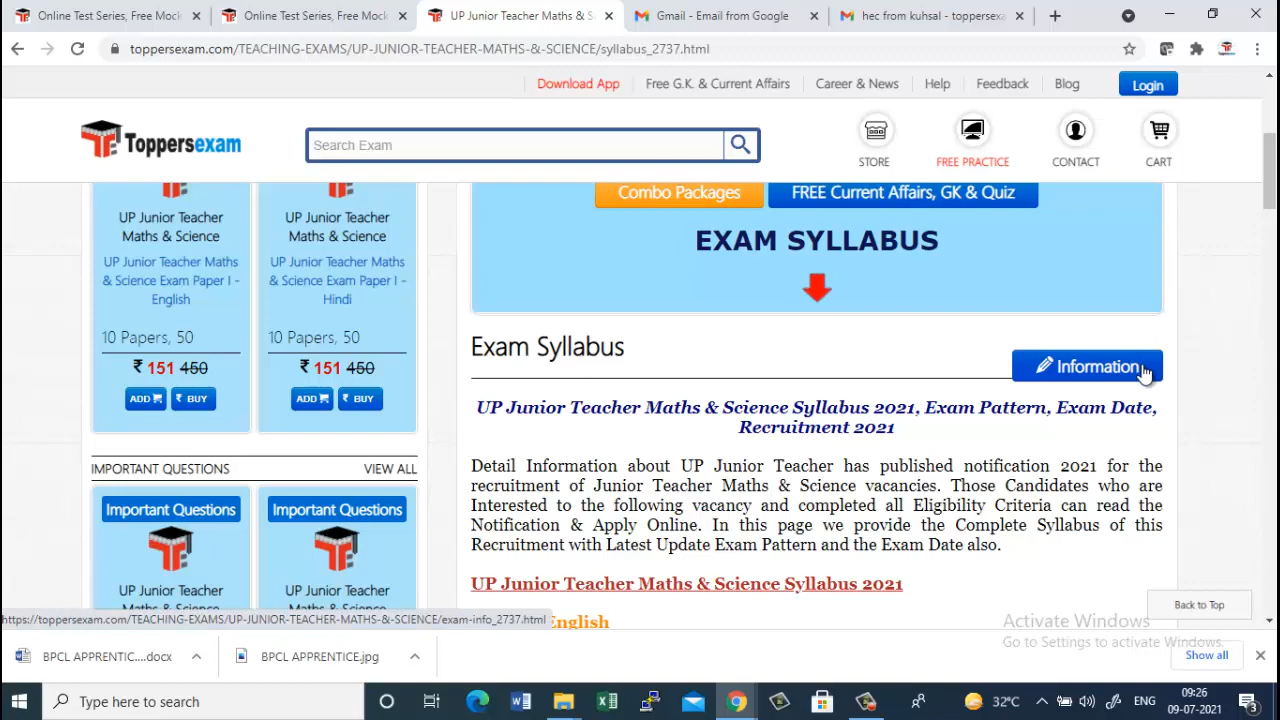 Online Test Series, Free Mock
Online Test Series, Free Mock
UP Junior Teacher Maths & S
Gmail - Email from Google
hec from kuhsal - toppersexa
toppersexam.com/TEACHING-EXAMS/UP-JUNIOR-TEACHER-MATHS-&-SCIENCE/syllabus_2737.html
Download App
Free G.K. & Current Affairs
Career & News
Help
Feedback
Blog
Login
Toppersexam
Search Exam
STORE
FREE PRACTICE
CONTACT
CART
UP Junior Teacher
Maths & Science
UP Junior Teacher Maths
& Science Exam Paper I -
English
10 Papers, 50
₹ 151 450
ADD
₹ BUY
UP Junior Teacher
Maths & Science
UP Junior Teacher Maths
& Science Exam Paper I -
Hindi
10 Papers, 50
₹ 151 450
ADD
₹ BUY
IMPORTANT QUESTIONS
VIEW ALL
Important Questions
UP Junior Teacher
Maths & Science
Important Questions
UP Junior Teacher
Maths & Science
Combo Packages
FREE Current Affairs, GK & Quiz
EXAM SYLLABUS
Exam Syllabus
Information
UP Junior Teacher Maths & Science Syllabus 2021, Exam Pattern, Exam Date,
Recruitment 2021
Detail Information about UP Junior Teacher has published notification 2021 for the
recruitment of Junior Teacher Maths & Science vacancies. Those Candidates who are
Interested to the following vacancy and completed all Eligibility Criteria can read the
Notification & Apply Online. In this page we provide the Complete Syllabus of this
Recruitment with Latest Update Exam Pattern and the Exam Date also.
UP Junior Teacher Maths & Science Syllabus 2021
English
Back to Top
https://toppersexam.com/TEACHING-EXAMS/UP-JUNIOR-TEACHER-MATHS-&-SCIENCE/exam-info_2737.html
Activate Windows
Go to Settings to activate Windows.
BPCL APPRENTIC....docx
BPCL APPRENTICE.jpg
Show all
Type here to search
32°C
ENG
09:26
09-07-2021
3